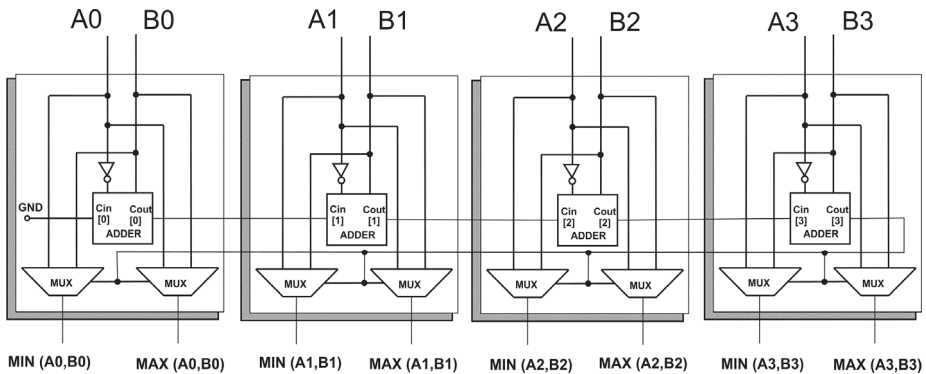 A0 B0 A1 B1 A2 B2 A3 B3
GND
Cin Cout Cin Cout Cin Cout Cin Cout
[0] [0] [1] [1] [2] [2] [3] [3]
ADDER ADDER ADDER ADDER
MUX MUX MUX MUX MUX MUX MUX MUX
MIN (A0,B0) MAX (A0,B0) MIN (A1,B1) MAX (A1,B1) MIN (A2,B2) MAX (A2,B2) MIN (A3,B3) MAX (A3,B3)